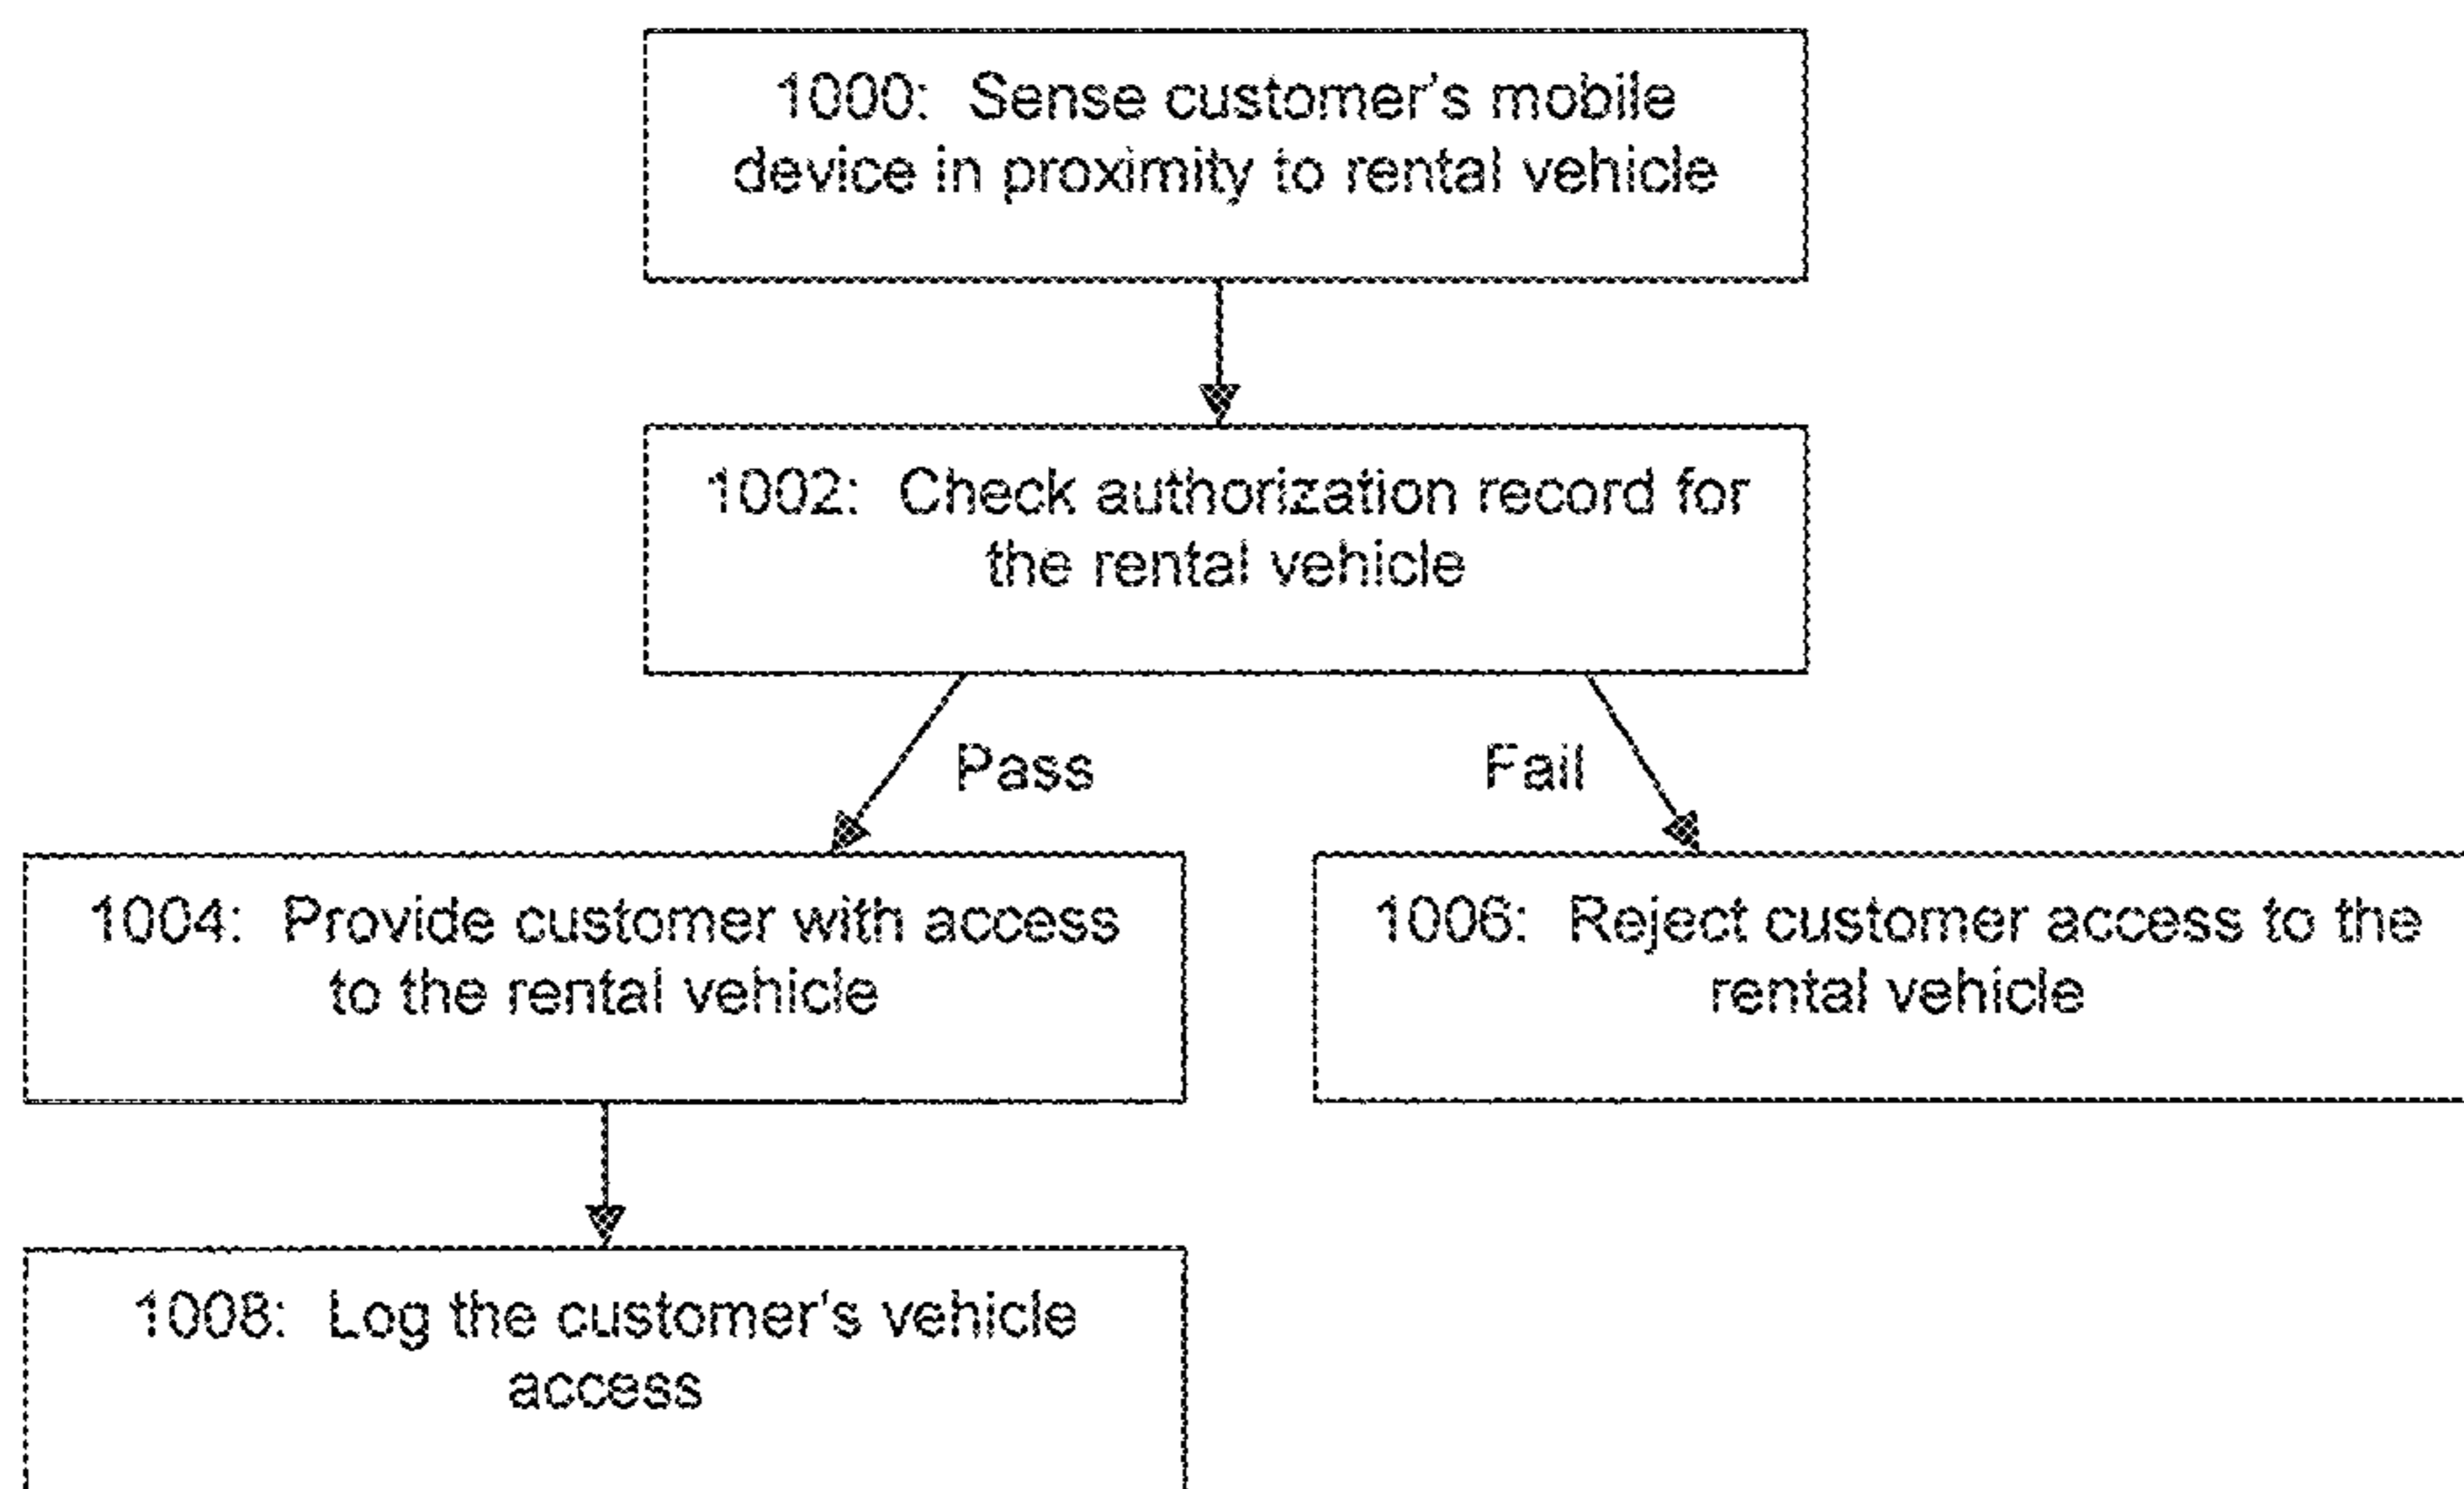 1000: Sense customer's mobile
device in proximity to rental vehicle
1002: Check authorization record for
the rental vehicle
Pass
Fail
1004: Provide customer with access
to the rental vehicle
1006: Reject customer access to the
rental vehicle
1008: Log the customer's vehicle
access